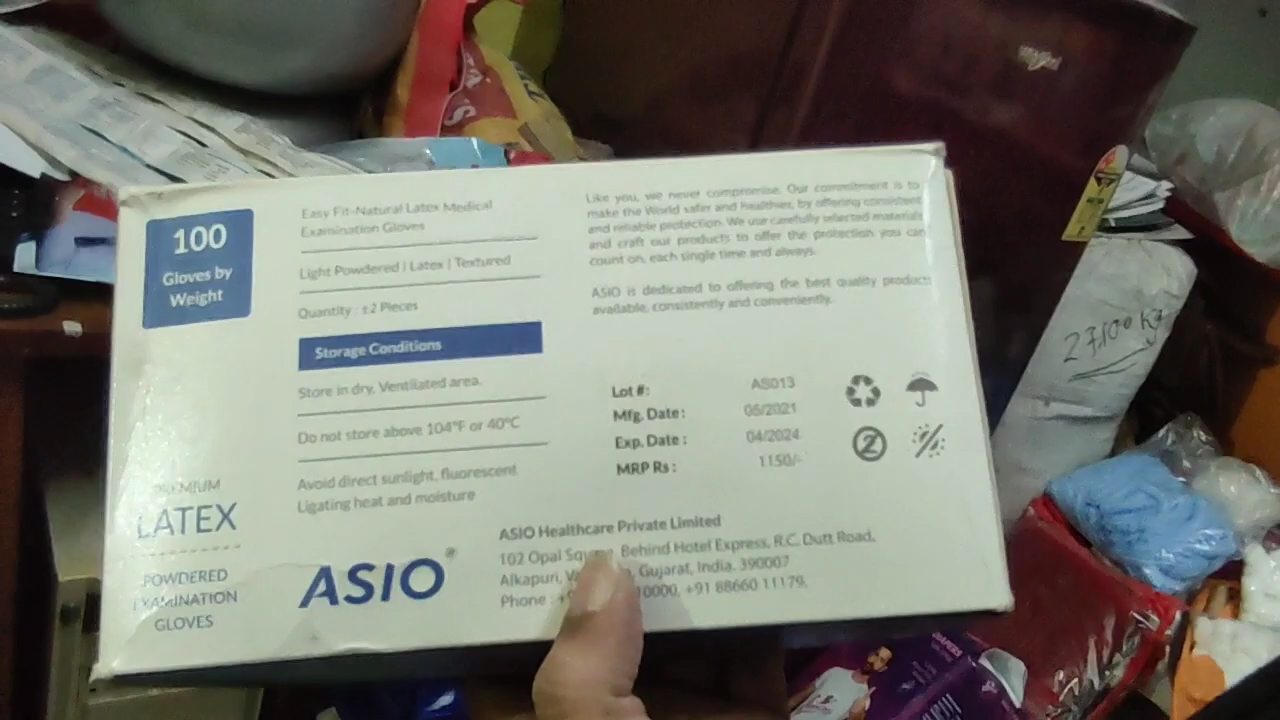 100
Gloves by
Weight
PREMIUM
LATEX
POWDERED
EXAMINATION
GLOVES
Easy Fit-Natural Latex Medical
Examination Gloves
Light Powdered | Latex | Textured
Quantity : ±2 Pieces
Storage Conditions
Store in dry. Ventilated area.
Do not store above 104°F or 40°C
Avoid direct sunlight, fluorescent
Ligating heat and moisture
ASIO®
Like you, we never compromise. Our commitment is to
make the World safer and healthier, by offering consistent
and reliable protection. We use carefully selected materials
and craft our products to offer the protection you can
count on, each single time and always.
ASIO is dedicated to offering the best quality products
available, consistently and conveniently.
Lot #: AS013
Mfg. Date: 05/2021
Exp. Date : 04/2024
MRP Rs : 1150/-
2
ASIO Healthcare Private Limited
102 Opal Behind Hotel Express, R.C. Dutt Road,
Alkapuri, Gujarat, India. 390007
Phone : 10000, +91 88660 11179.
27,100 Kg